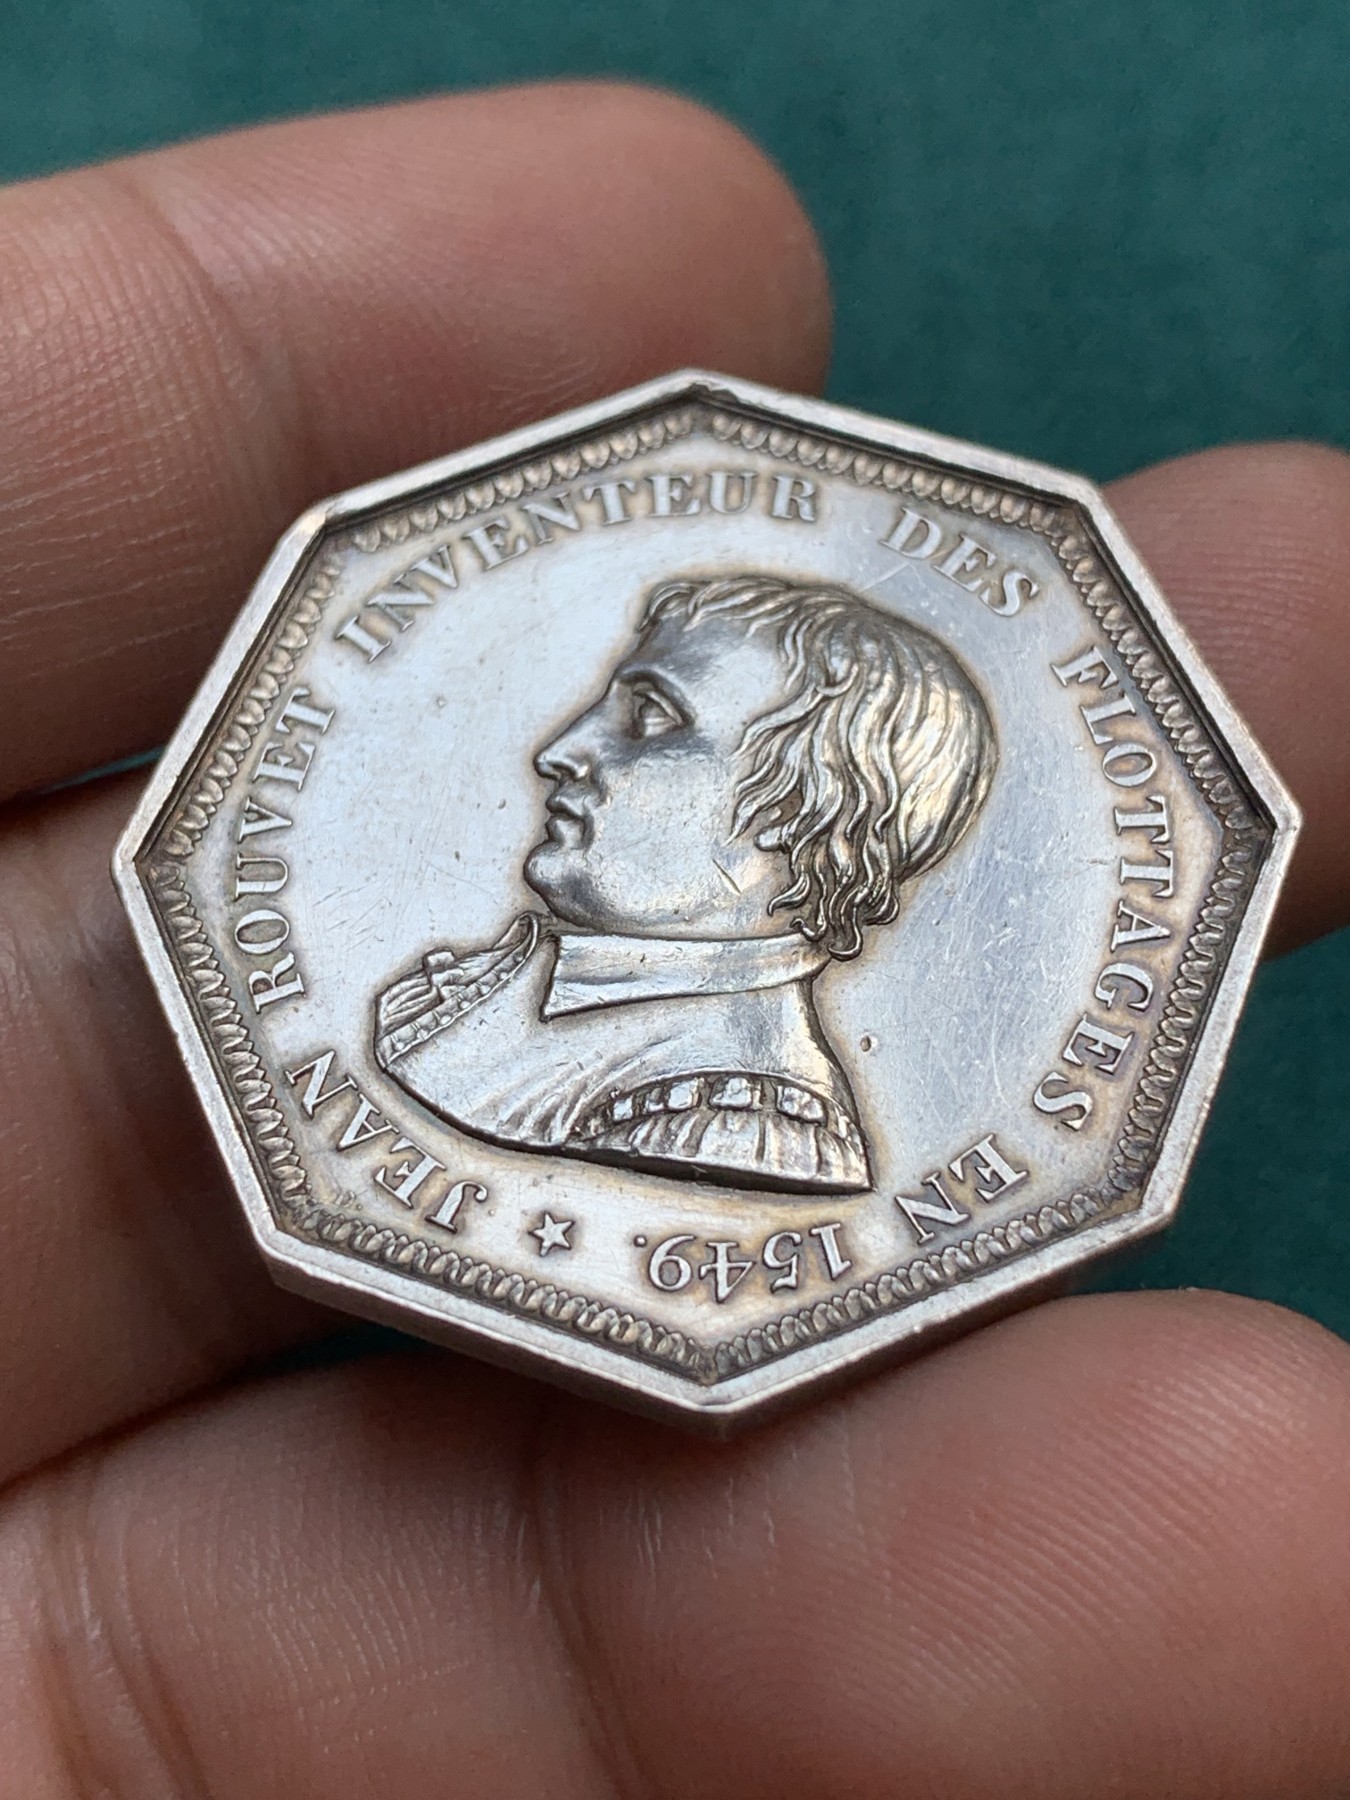 JEAN ROUVET INVENTEUR DES FLOTTAGES EN 1549. ★